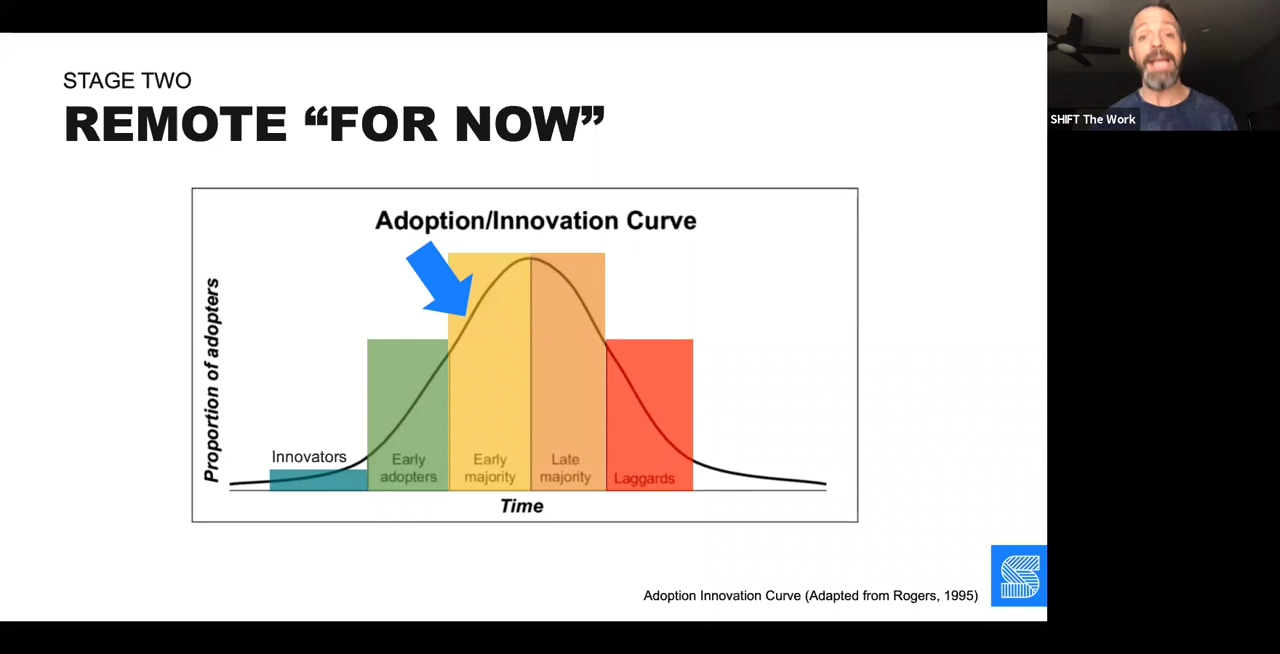 STAGE TWO
REMOTE “FOR NOW”
SHIFT The Work
Adoption/Innovation Curve
Proportion of adopters
Innovators
Early
adopters
Early
majority
Late
majority
Laggards
Time
Adoption Innovation Curve (Adapted from Rogers, 1995)